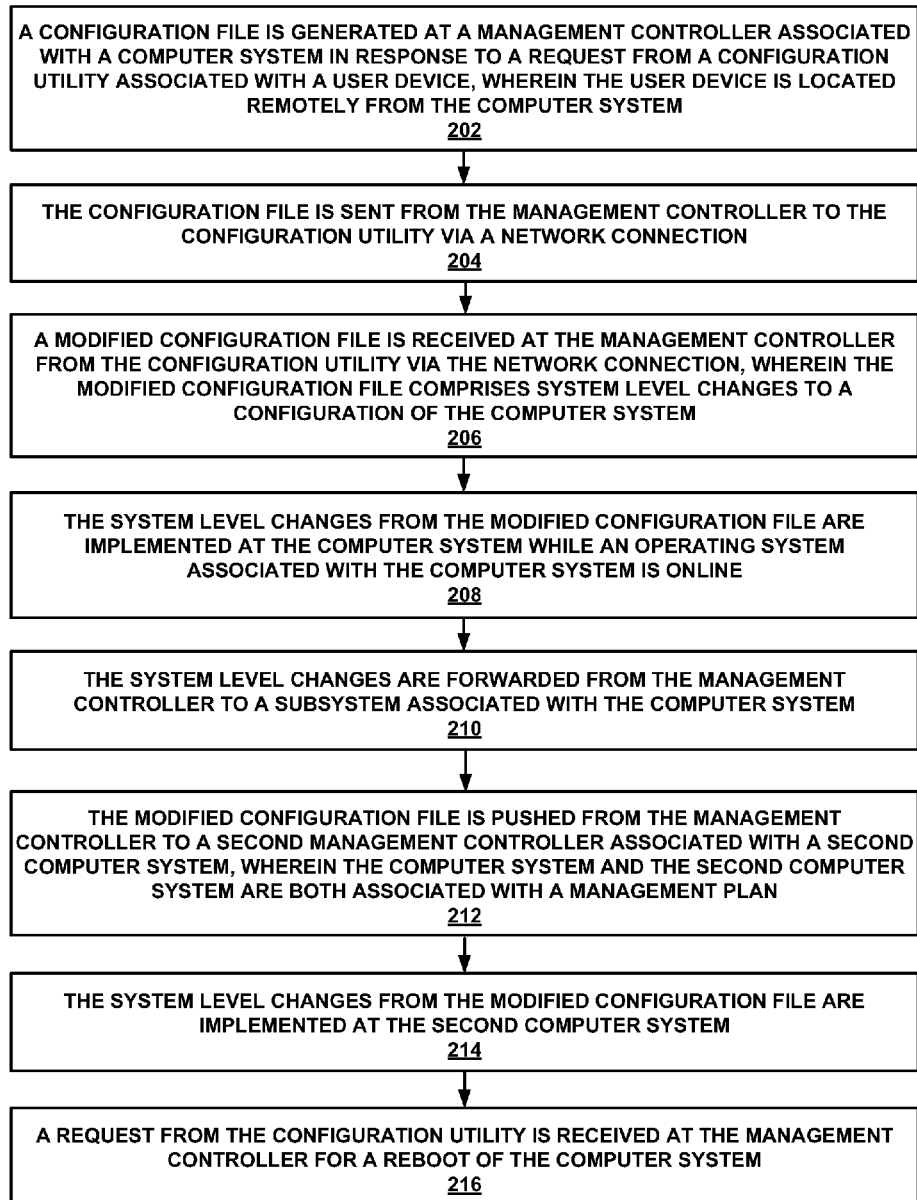 A CONFIGURATION FILE IS GENERATED AT A MANAGEMENT CONTROLLER ASSOCIATED
WITH A COMPUTER SYSTEM IN RESPONSE TO A REQUEST FROM A CONFIGURATION
UTILITY ASSOCIATED WITH A USER DEVICE, WHEREIN THE USER DEVICE IS LOCATED
REMOTELY FROM THE COMPUTER SYSTEM
202
THE CONFIGURATION FILE IS SENT FROM THE MANAGEMENT CONTROLLER TO THE
CONFIGURATION UTILITY VIA A NETWORK CONNECTION
204
A MODIFIED CONFIGURATION FILE IS RECEIVED AT THE MANAGEMENT CONTROLLER
FROM THE CONFIGURATION UTILITY VIA THE NETWORK CONNECTION, WHEREIN THE
MODIFIED CONFIGURATION FILE COMPRISES SYSTEM LEVEL CHANGES TO A
CONFIGURATION OF THE COMPUTER SYSTEM
206
THE SYSTEM LEVEL CHANGES FROM THE MODIFIED CONFIGURATION FILE ARE
IMPLEMENTED AT THE COMPUTER SYSTEM WHILE AN OPERATING SYSTEM
ASSOCIATED WITH THE COMPUTER SYSTEM IS ONLINE
208
THE SYSTEM LEVEL CHANGES ARE FORWARDED FROM THE MANAGEMENT
CONTROLLER TO A SUBSYSTEM ASSOCIATED WITH THE COMPUTER SYSTEM
210
THE MODIFIED CONFIGURATION FILE IS PUSHED FROM THE MANAGEMENT
CONTROLLER TO A SECOND MANAGEMENT CONTROLLER ASSOCIATED WITH A SECOND
COMPUTER SYSTEM, WHEREIN THE COMPUTER SYSTEM AND THE SECOND COMPUTER
SYSTEM ARE BOTH ASSOCIATED WITH A MANAGEMENT PLAN
212
THE SYSTEM LEVEL CHANGES FROM THE MODIFIED CONFIGURATION FILE ARE
IMPLEMENTED AT THE SECOND COMPUTER SYSTEM
214
A REQUEST FROM THE CONFIGURATION UTILITY IS RECEIVED AT THE MANAGEMENT
CONTROLLER FOR A REBOOT OF THE COMPUTER SYSTEM
216